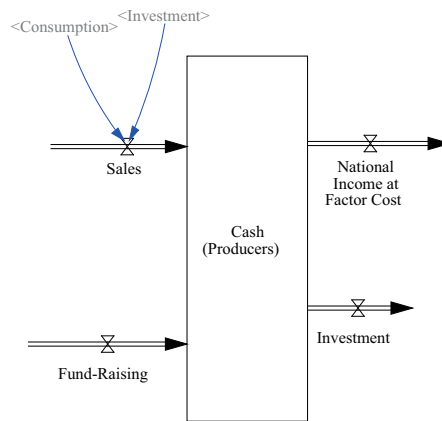 <Investment>
<Consumption>
Sales
National
Income at
Factor Cost
Cash
(Producers)
Investment
Fund-Raising